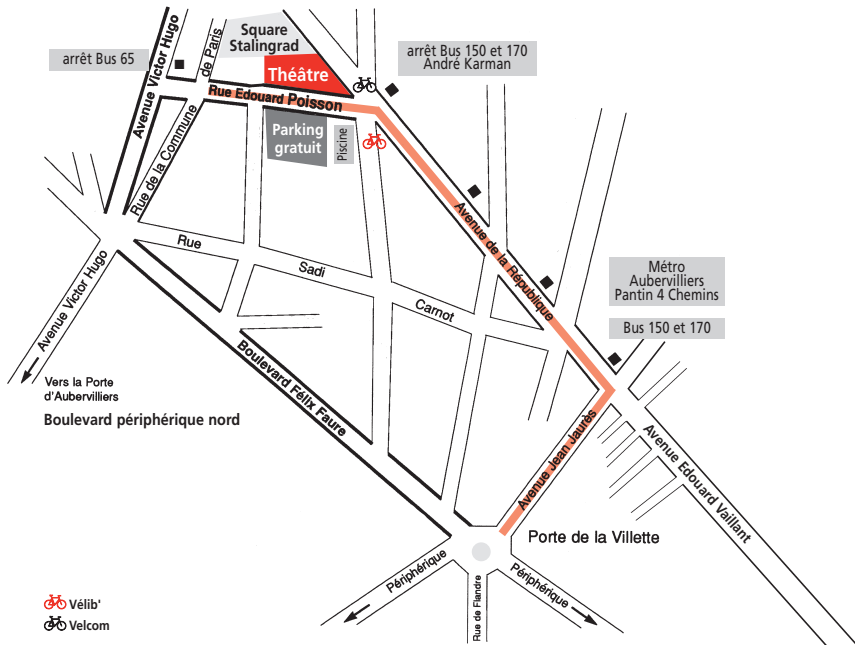 Square
Stalingrad
arrêt Bus 65
Avenue Victor Hugo
de Paris
Théâtre
arrêt Bus 150 et 170
André Karman
Rue Edouard Poisson
Parking
gratuit
Piscine
Rue de la Commune
Avenue de la République
Rue Sadi Carnot
Avenue Victor Hugo
Métro
Aubervilliers
Pantin 4 Chemins
Bus 150 et 170
Vers la Porte
d'Aubervilliers
Boulevard périphérique nord
Boulevard Félix Faure
Avenue Jean Jaurès
Avenue Edouard Vaillant
Porte de la Villette
Périphérique
Rue de Flandre
Périphérique
Vélib'
Velcom